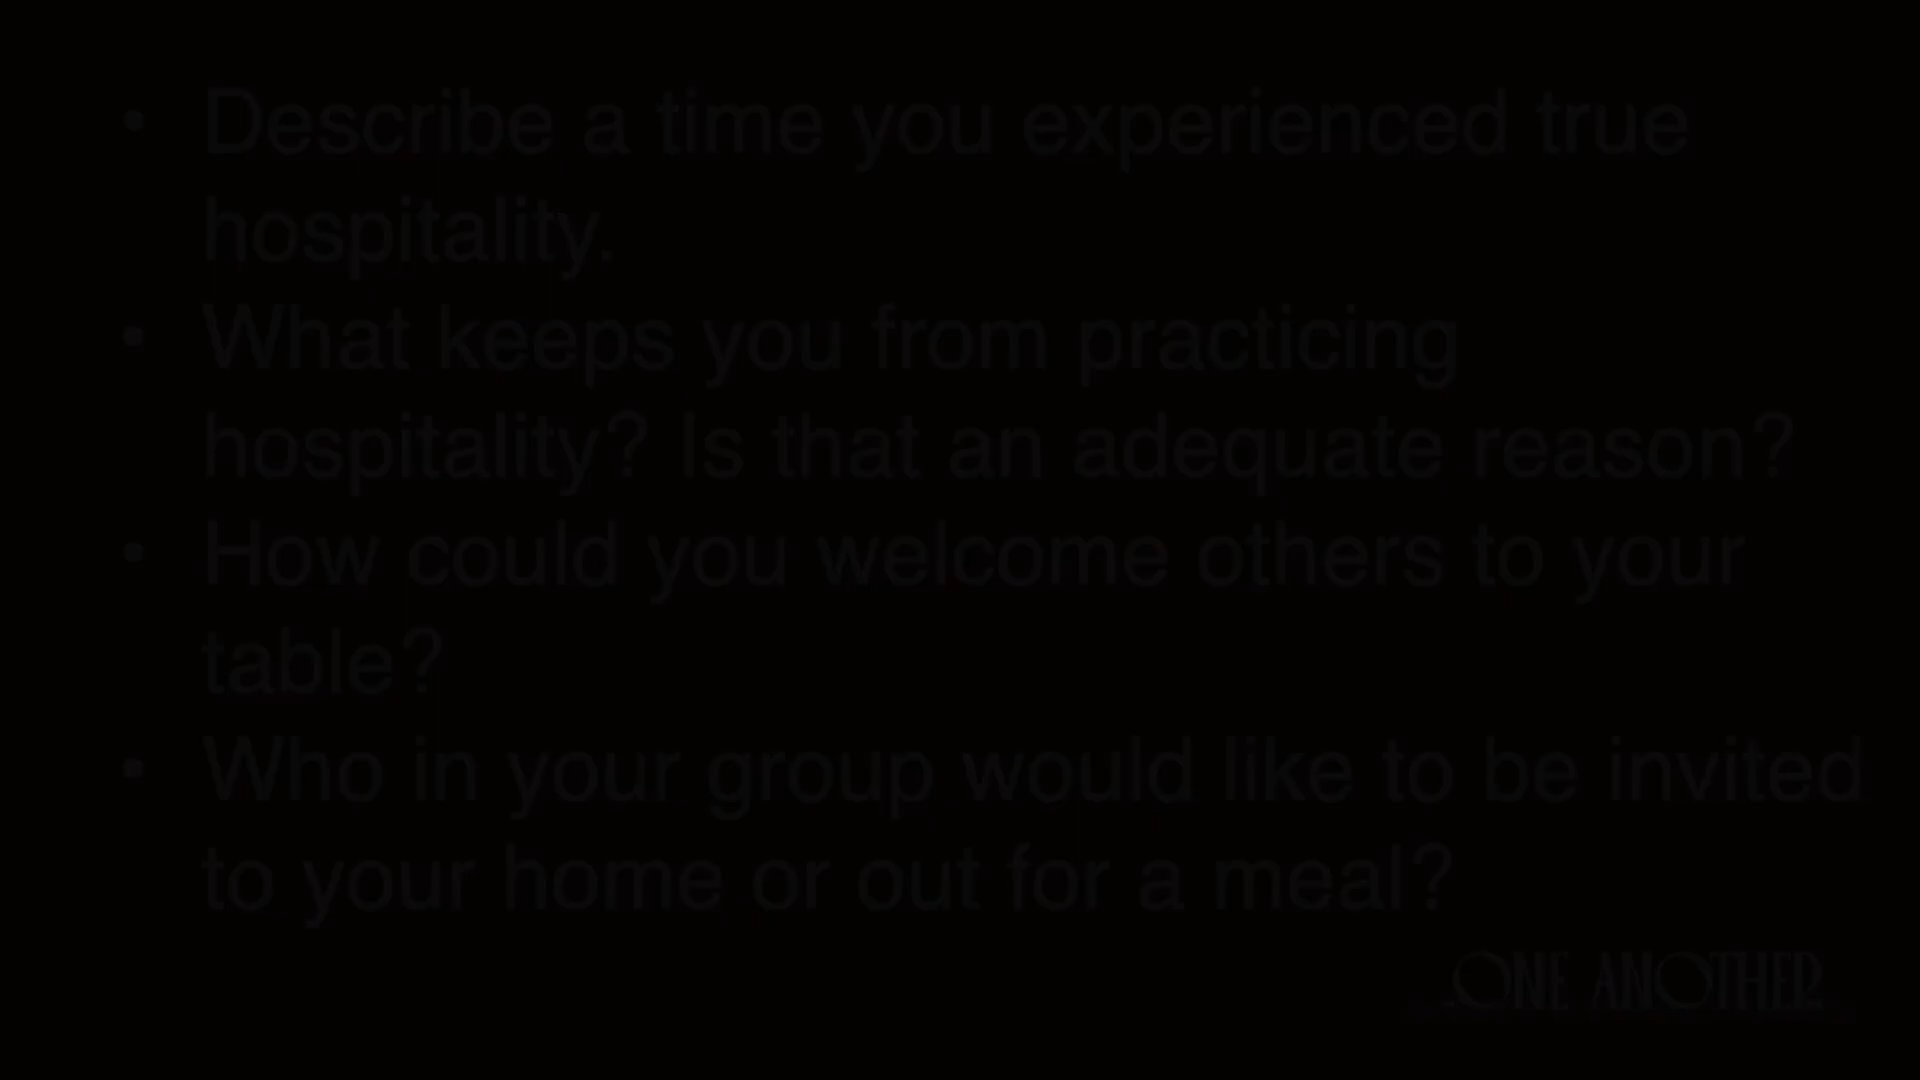 • Describe a time you experienced true
hospitality.
• What keeps you from practicing
hospitality? Is that an adequate reason?
• How could you welcome others to your
table?
• Who in your group would like to be invited
to your home or out for a meal?
ONE ANOTHER